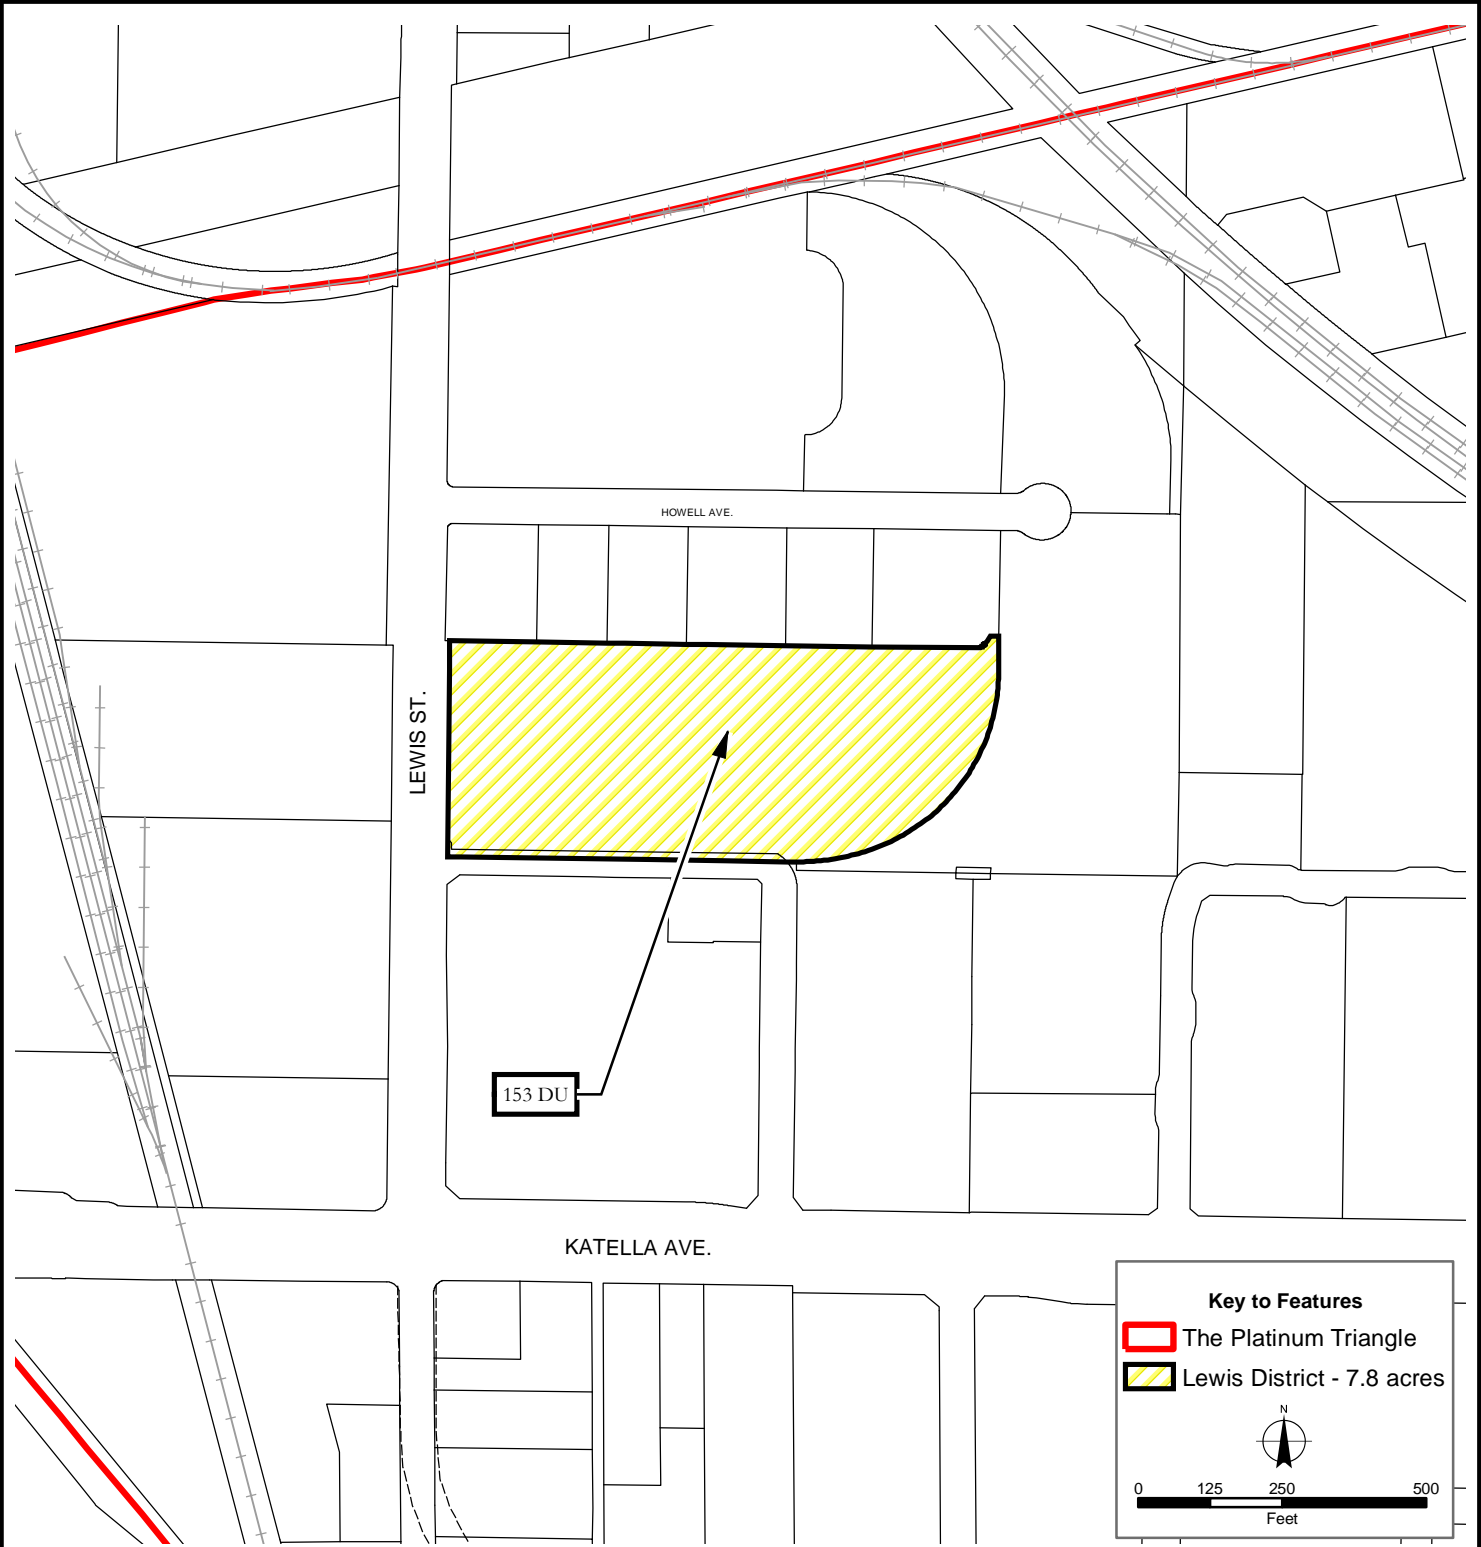 HOWELL AVE.
LEWIS ST.
153 DU
KATELLA AVE.
Key to Features
The Platinum Triangle
Lewis District - 7.8 acres
N
0 125 250 500
Feet